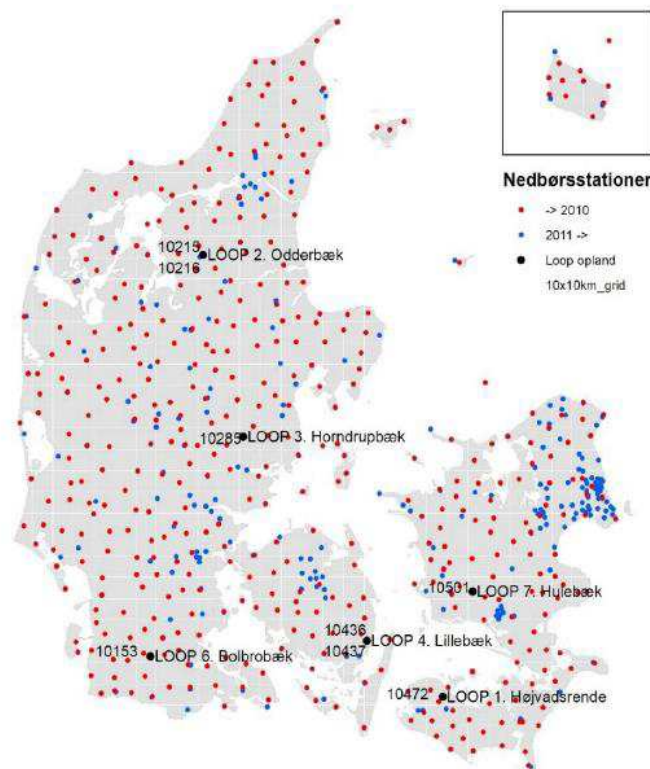 Nedbørsstationer
-> 2010
2011 ->
Loop opland
10x10km_grid
10215
LOOP 2. Odderbæk
10216
10285
LOOP 3. Horndrupbæk
10501
LOOP 7. Hulebæk
10436
LOOP 4. Lillebæk
10437
10153
LOOP 6. Bolbrobæk
10472
LOOP 1. Højvadsrende